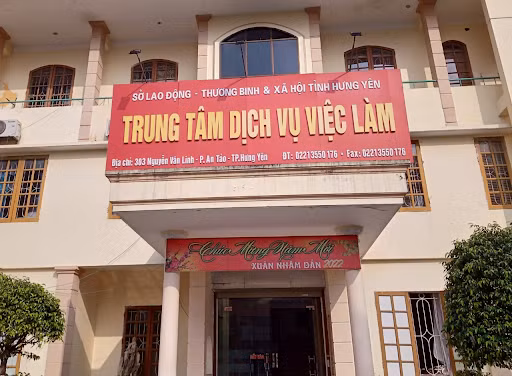 SỞ LAO ĐỘNG - THƯƠNG BINH & XÃ HỘI TỈNH HƯNG YÊN
TRUNG TÂM DỊCH VỤ VIỆC LÀM
Địa chỉ: 303 Nguyễn Văn Linh - P. An Tảo - TP.Hưng Yên ĐT: 02213550176 - Fax: 02213550176
Chúc Mừng Năm Mới
XUÂN NHÂM DẦN 2022